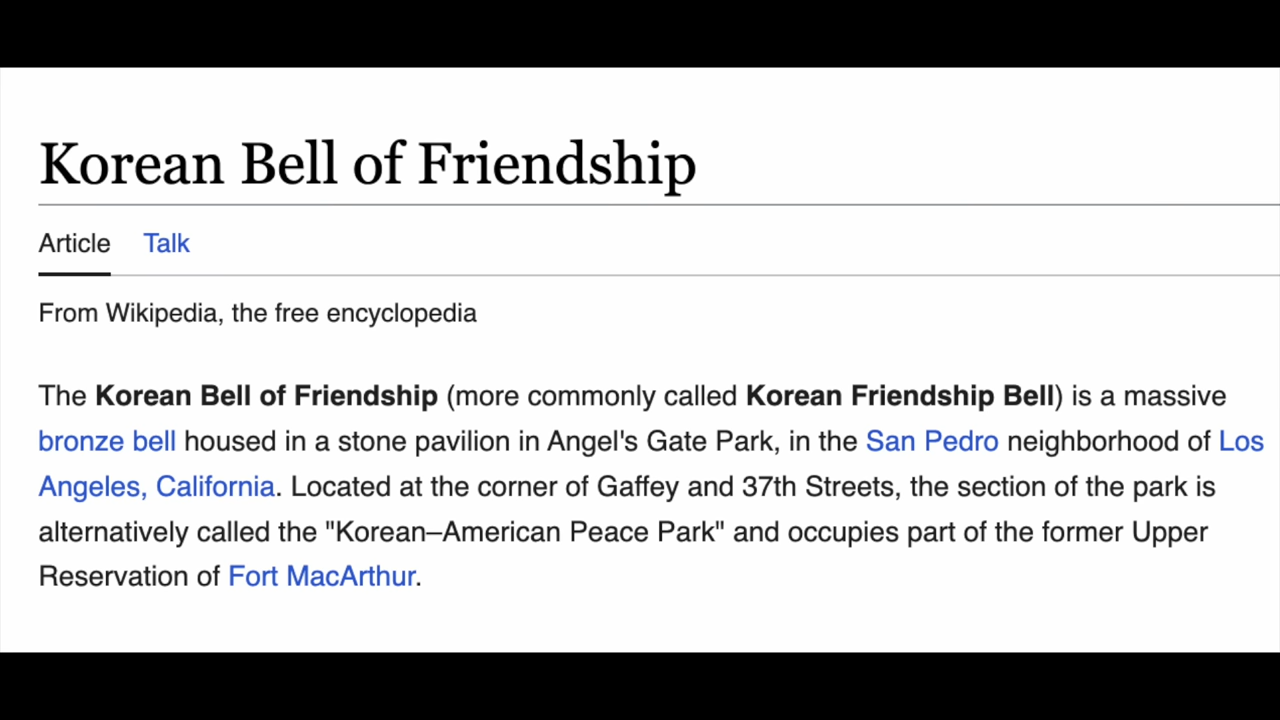 Korean Bell of Friendship
Article Talk
From Wikipedia, the free encyclopedia
The Korean Bell of Friendship (more commonly called Korean Friendship Bell) is a massive
bronze bell housed in a stone pavilion in Angel's Gate Park, in the San Pedro neighborhood of Los
Angeles, California. Located at the corner of Gaffey and 37th Streets, the section of the park is
alternatively called the "Korean–American Peace Park" and occupies part of the former Upper
Reservation of Fort MacArthur.